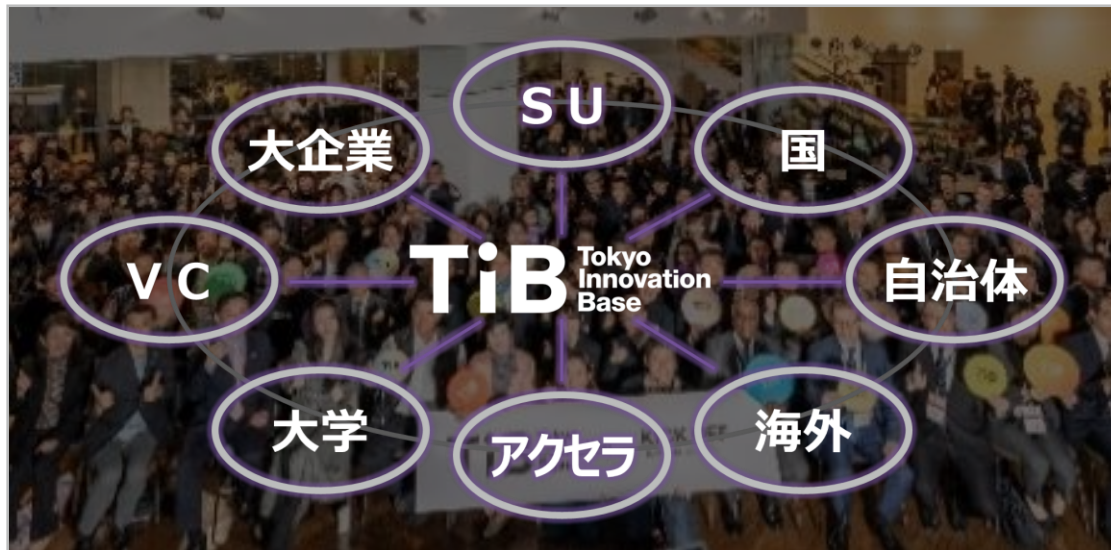 ＳＵ
大企業
国
TiB Tokyo
Innovation
Base
ＶＣ
自治体
大学
海外
アクセラ